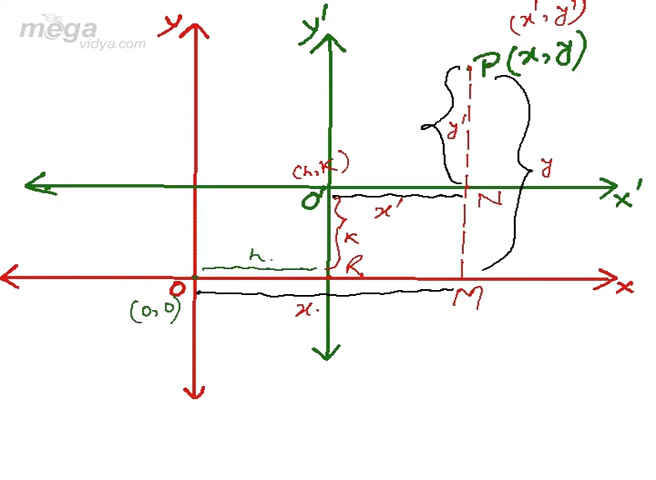 mega
vidya.com
y
y'
(x', y')
P(x, y)
y'
y
(h, K)
O'
x'
N
x'
K
h.
R
O
(0, 0)
x.
M
x